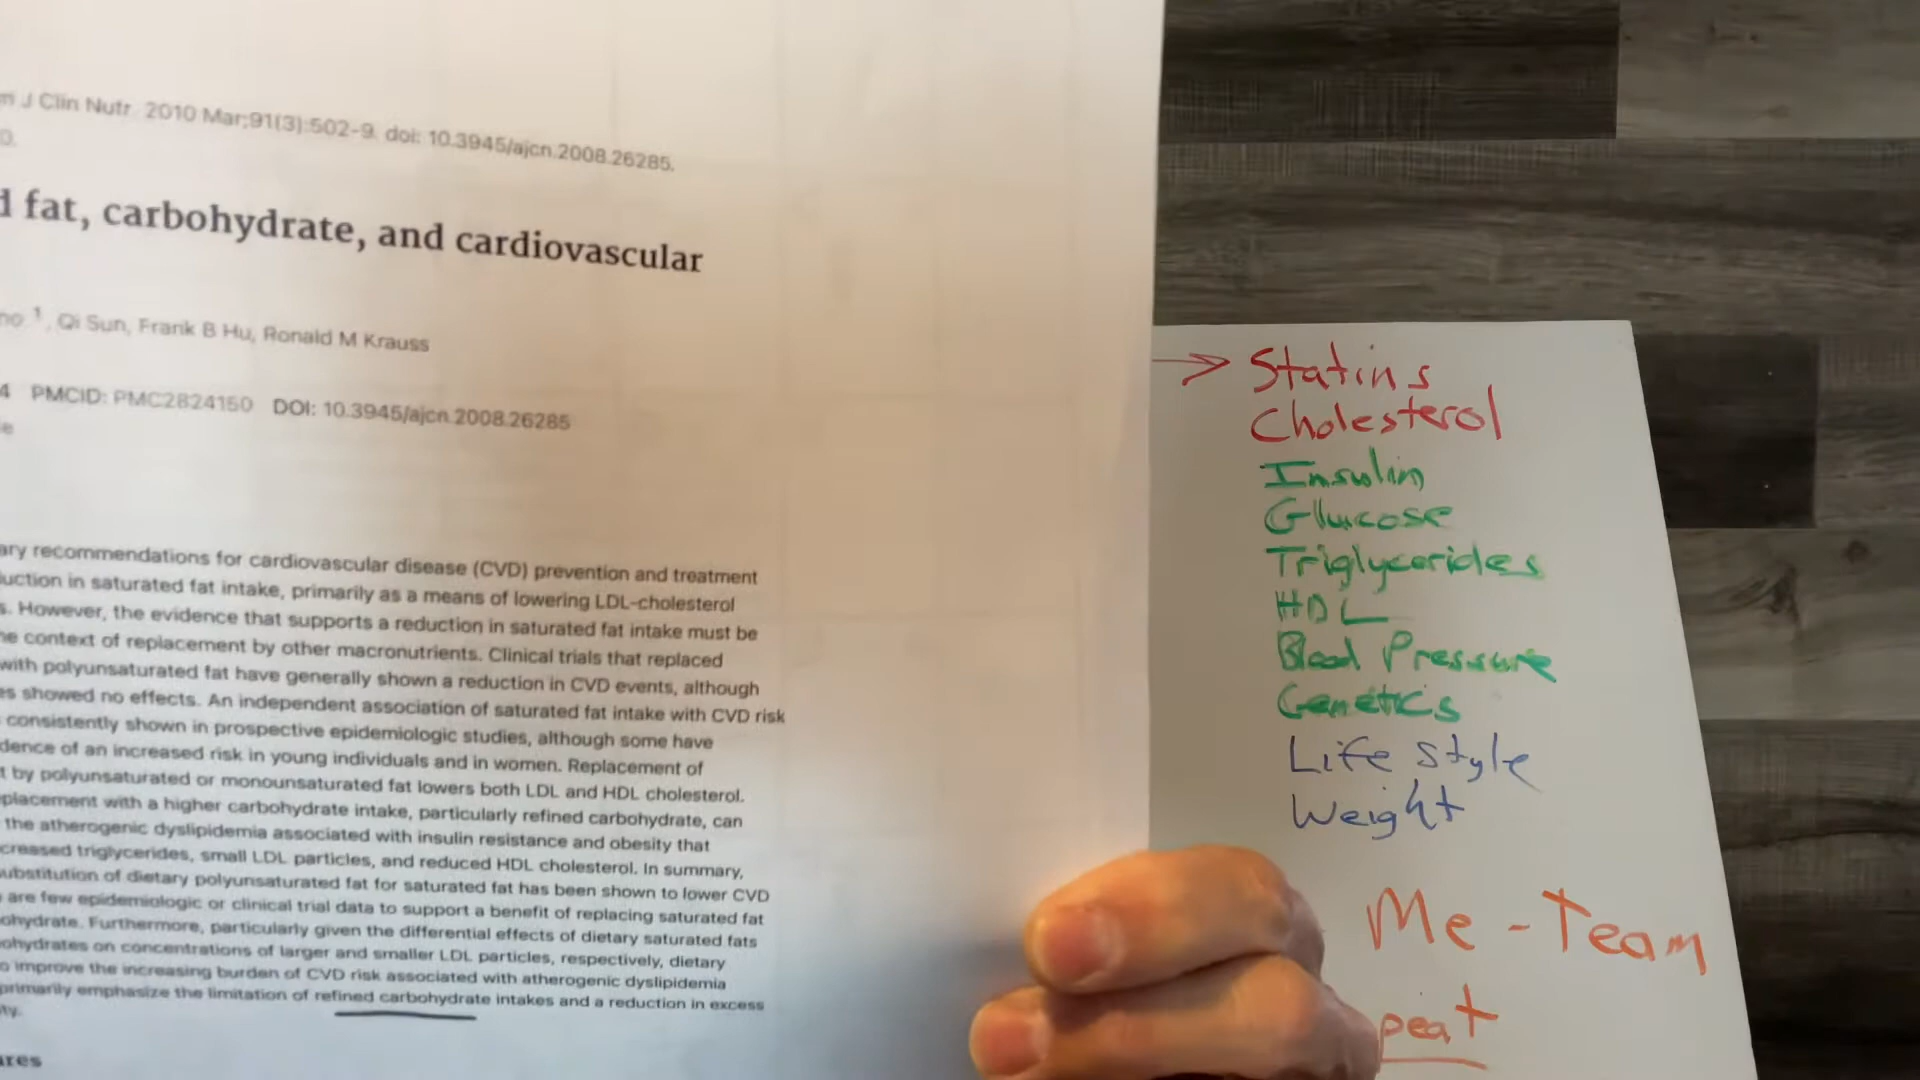 J Clin Nutr. 2010 Mar;91(3):502-9. doi: 10.3945/ajcn.2008.26285.
fat, carbohydrate, and cardiovascular
1, Qi Sun, Frank B Hu, Ronald M Krauss
4 PMCID: PMC2824150 DOI: 10.3945/ajcn.2008.26285
ary recommendations for cardiovascular disease (CVD) prevention and treatment
uction in saturated fat intake, primarily as a means of lowering LDL-cholesterol
s. However, the evidence that supports a reduction in saturated fat intake must be
e context of replacement by other macronutrients. Clinical trials that replaced
with polyunsaturated fat have generally shown a reduction in CVD events, although
es showed no effects. An independent association of saturated fat intake with CVD risk
consistently shown in prospective epidemiologic studies, although some have
dence of an increased risk in young individuals and in women. Replacement of
t by polyunsaturated or monounsaturated fat lowers both LDL and HDL cholesterol.
placement with a higher carbohydrate intake, particularly refined carbohydrate, can
the atherogenic dyslipidemia associated with insulin resistance and obesity that
creased triglycerides, small LDL particles, and reduced HDL cholesterol. In summary,
ubstitution of dietary polyunsaturated fat for saturated fat has been shown to lower CVD
are few epidemiologic or clinical trial data to support a benefit of replacing saturated fat
ohydrate. Furthermore, particularly given the differential effects of dietary saturated fats
ohydrates on concentrations of larger and smaller LDL particles, respectively, dietary
o improve the increasing burden of CVD risk associated with atherogenic dyslipidemia
primarily emphasize the limitation of refined carbohydrate intakes and a reduction in excess
ity.
ures
→ Statins
Cholesterol
Insulin
Glucose
Triglycerides
HDL
Blood Pressure
Genetics
Life Style
Weight
Me - Team
peat